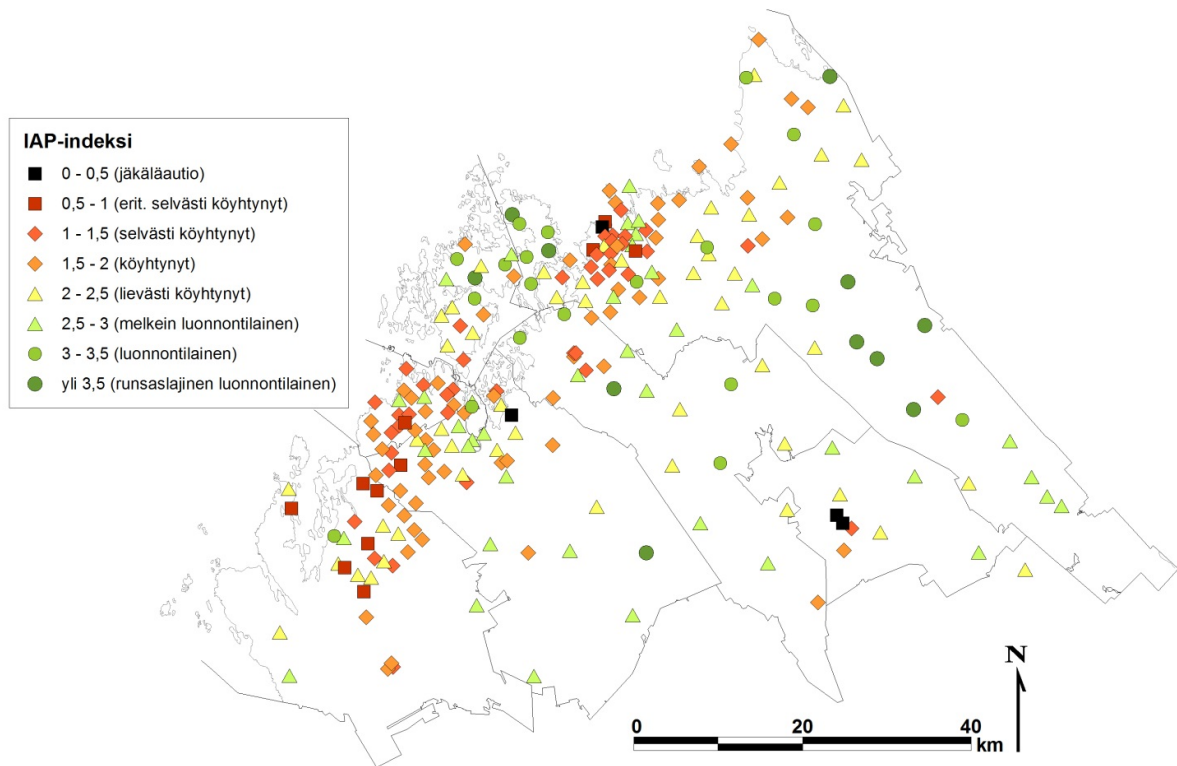 IAP-indeksi
0 - 0,5 (jäkäläautio)
0,5 - 1 (erit. selvästi köyhtynyt)
1 - 1,5 (selvästi köyhtynyt)
1,5 - 2 (köyhtynyt)
2 - 2,5 (lievästi köyhtynyt)
2,5 - 3 (melkein luonnontilainen)
3 - 3,5 (luonnontilainen)
yli 3,5 (runsaslajinen luonnontilainen)
N
0 20 40
km